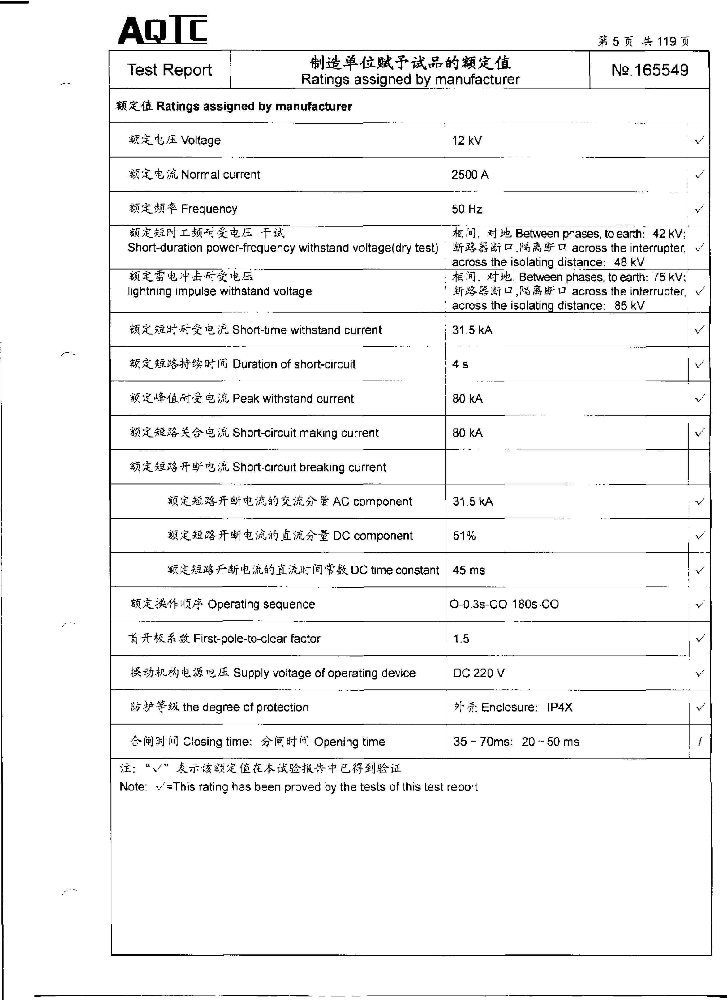 AQTC
第 5 页 共 119 页
Test Report
制造单位赋予试品的额定值
Ratings assigned by manufacturer
№.165549
额定值 Ratings assigned by manufacturer
额定电压 Voltage 12 kV √
额定电流 Normal current 2500 A √
额定频率 Frequency 50 Hz √
额定短时工频耐受电压 干试
Short-duration power-frequency withstand voltage(dry test)
相间，对地 Between phases, to earth: 42 kV;
断路器断口,隔离断口 across the interrupter, √
across the isolating distance: 48 kV
额定雷电冲击耐受电压
lightning impulse withstand voltage
相间，对地, Between phases, to earth: 75 kV;
断路器断口,隔离断口 across the interrupter, √
across the isolating distance: 85 kV
额定短时耐受电流 Short-time withstand current 31.5 kA √
额定短路持续时间 Duration of short-circuit 4 s √
额定峰值耐受电流 Peak withstand current 80 kA √
额定短路关合电流 Short-circuit making current 80 kA √
额定短路开断电流 Short-circuit breaking current
额定短路开断电流的交流分量 AC component 31.5 kA √
额定短路开断电流的直流分量 DC component 51% √
额定短路开断电流的直流时间常数 DC time constant 45 ms √
额定操作顺序 Operating sequence O-0.3s-CO-180s-CO √
首开极系数 First-pole-to-clear factor 1.5 √
操动机构电源电压 Supply voltage of operating device DC 220 V √
防护等级 the degree of protection 外壳 Enclosure: IP4X √
合闸时间 Closing time; 分闸时间 Opening time 35 ~ 70ms; 20 ~ 50 ms /
注: “√” 表示该额定值在本试验报告中已得到验证
Note: √=This rating has been proved by the tests of this test report